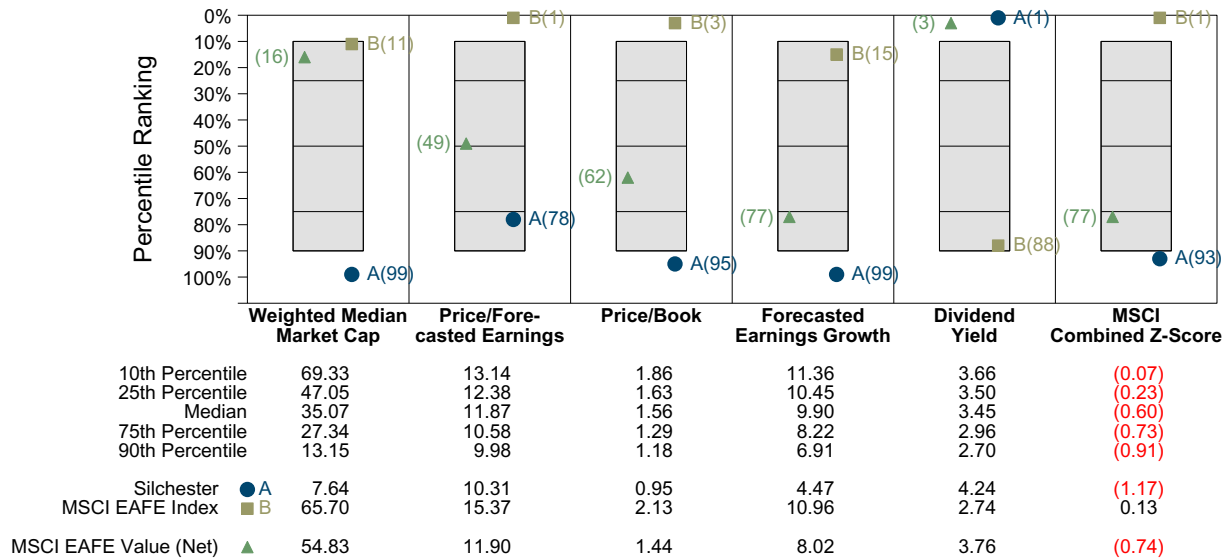 Percentile Ranking
0%
10%
20%
30%
40%
50%
60%
70%
80%
90%
100%
(16)
B(11)
A(99)
B(1)
(49)
A(78)
B(3)
(62)
A(95)
B(15)
(77)
A(99)
(3)
A(1)
B(88)
B(1)
(77)
A(93)
Weighted Median
Market Cap
Price/Fore-
casted Earnings
Price/Book
Forecasted
Earnings Growth
Dividend
Yield
MSCI
Combined Z-Score
10th Percentile 69.33 13.14 1.86 11.36 3.66 (0.07)
25th Percentile 47.05 12.38 1.63 10.45 3.50 (0.23)
Median 35.07 11.87 1.56 9.90 3.45 (0.60)
75th Percentile 27.34 10.58 1.29 8.22 2.96 (0.73)
90th Percentile 13.15 9.98 1.18 6.91 2.70 (0.91)
Silchester A 7.64 10.31 0.95 4.47 4.24 (1.17)
MSCI EAFE Index B 65.70 15.37 2.13 10.96 2.74 0.13
MSCI EAFE Value (Net) 54.83 11.90 1.44 8.02 3.76 (0.74)